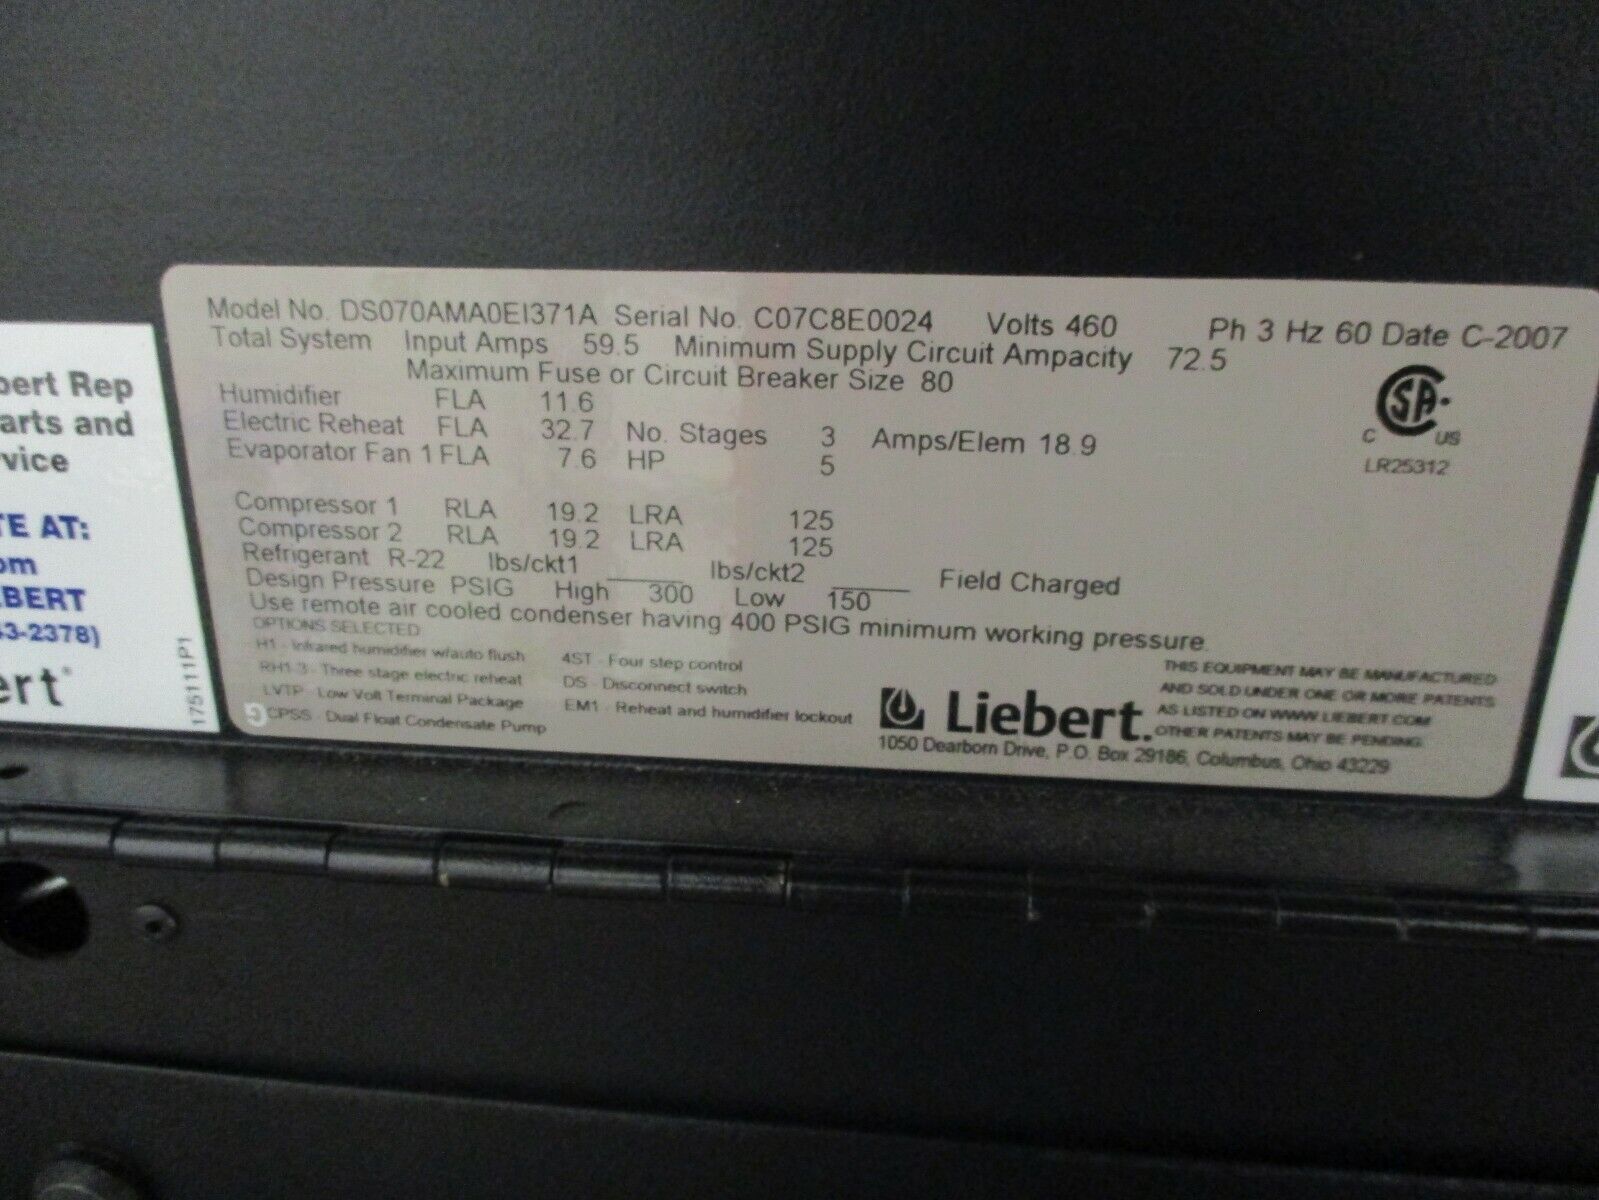 Model No. DS070AMA0EI371A Serial No. C07C8E0024 Volts 460 Ph 3 Hz 60 Date C-2007
Total System Input Amps 59.5 Minimum Supply Circuit Ampacity 72.5
Maximum Fuse or Circuit Breaker Size 80
Humidifier FLA 11.6
Electric Reheat FLA 32.7 No. Stages 3 Amps/Elem 18.9
Evaporator Fan 1 FLA 7.6 HP 5
Compressor 1 RLA 19.2 LRA 125
Compressor 2 RLA 19.2 LRA 125
Refrigerant R-22 lbs/ckt1 ______ lbs/ckt2 ______ Field Charged
Design Pressure PSIG High 300 Low 150
Use remote air cooled condenser having 400 PSIG minimum working pressure.
OPTIONS SELECTED
H1 - Infrared humidifier w/auto flush
RH1-3 - Three stage electric reheat
LVTP - Low Volt Terminal Package
CPSS - Dual Float Condensate Pump
4ST - Four step control
DS - Disconnect switch
EM1 - Reheat and humidifier lockout
CSA
C US
LR25312
Liebert.
1050 Dearborn Drive, P.O. Box 29186, Columbus, Ohio 43229
THIS EQUIPMENT MAY BE MANUFACTURED
AND SOLD UNDER ONE OR MORE PATENTS
AS LISTED ON WWW.LIEBERT.COM
OTHER PATENTS MAY BE PENDING.
bert Rep
arts and
rvice
TE AT:
om
EBERT
43-2378)
ert
175111P1